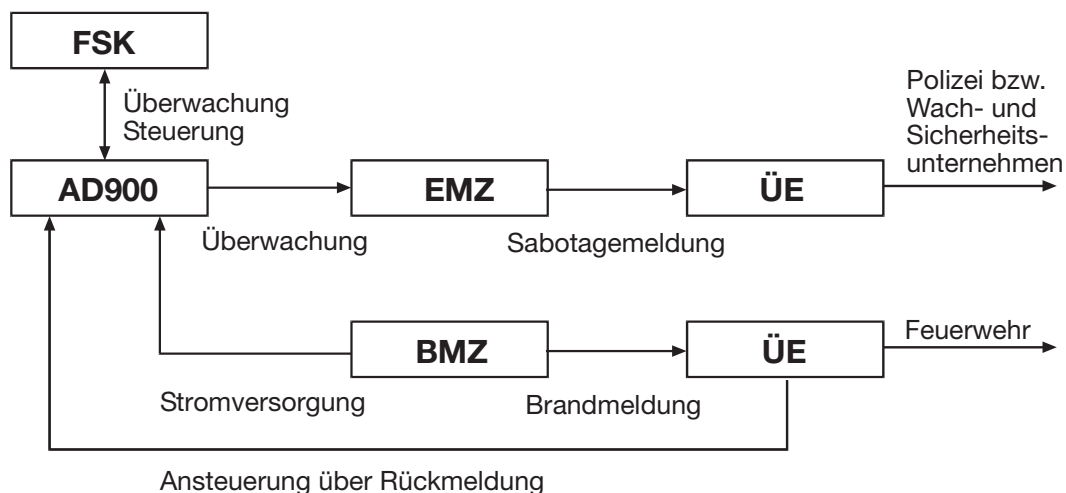 FSK
Überwachung
Steuerung
Polizei bzw.
Wach- und
Sicherheits-
unternehmen
AD900
EMZ
ÜE
Überwachung
Sabotagemeldung
BMZ
ÜE
Feuerwehr
Stromversorgung
Brandmeldung
Ansteuerung über Rückmeldung